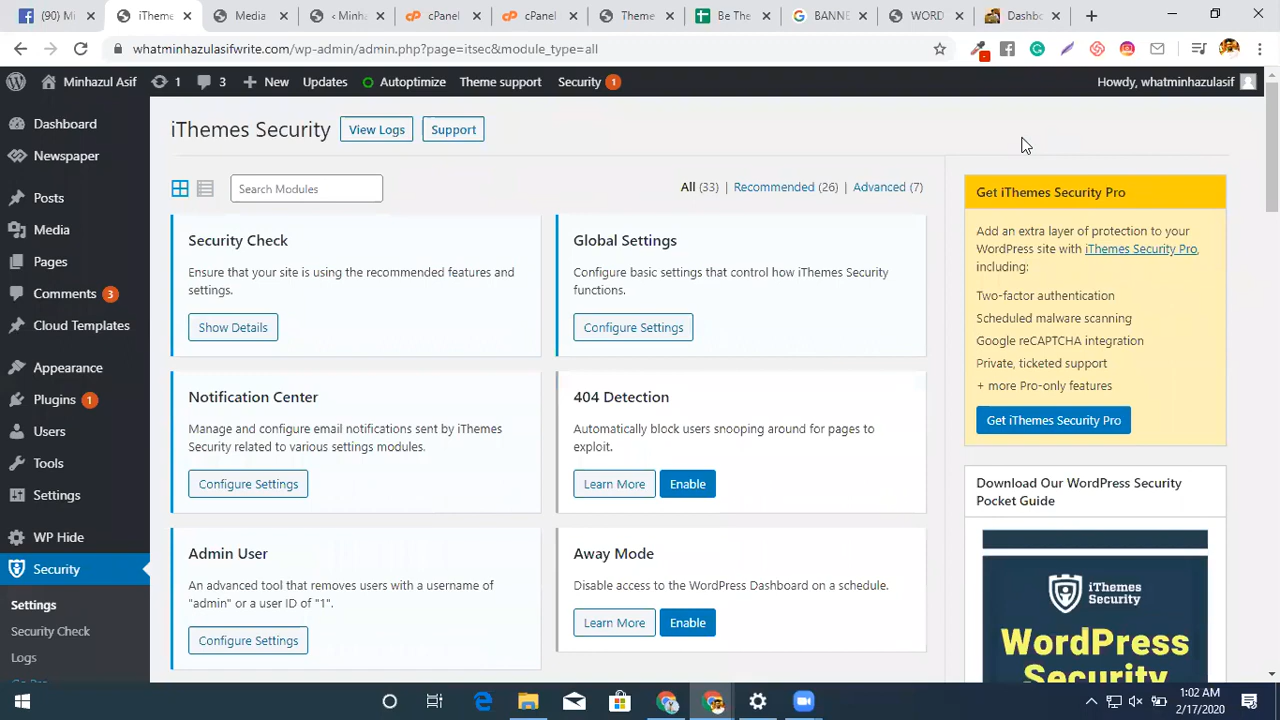 (90) Mi
iTheme
Media
‹ Minha
cPanel
cPanel
Theme
Be The
BANNE
WORD
Dashbo
whatminhazulasifwrite.com/wp-admin/admin.php?page=itsec&module_type=all
Minhazul Asif
1
3
New
Updates
Autoptimize
Theme support
Security 1
Howdy, whatminhazulasif
Dashboard
Newspaper
Posts
Media
Pages
Comments 3
Cloud Templates
Appearance
Plugins 1
Users
Tools
Settings
WP Hide
Security
Settings
Security Check
Logs
iThemes Security
View Logs
Support
Search Modules
All (33) | Recommended (26) | Advanced (7)
Security Check
Ensure that your site is using the recommended features and
settings.
Show Details
Global Settings
Configure basic settings that control how iThemes Security
functions.
Configure Settings
Notification Center
Manage and configure email notifications sent by iThemes
Security related to various settings modules.
Configure Settings
404 Detection
Automatically block users snooping around for pages to
exploit.
Learn More
Enable
Admin User
An advanced tool that removes users with a username of
"admin" or a user ID of "1".
Configure Settings
Away Mode
Disable access to the WordPress Dashboard on a schedule.
Learn More
Enable
Get iThemes Security Pro
Add an extra layer of protection to your
WordPress site with iThemes Security Pro,
including:
Two-factor authentication
Scheduled malware scanning
Google reCAPTCHA integration
Private, ticketed support
+ more Pro-only features
Get iThemes Security Pro
Download Our WordPress Security
Pocket Guide
iThemes
Security
WordPress
Security
1:02 AM
2/17/2020